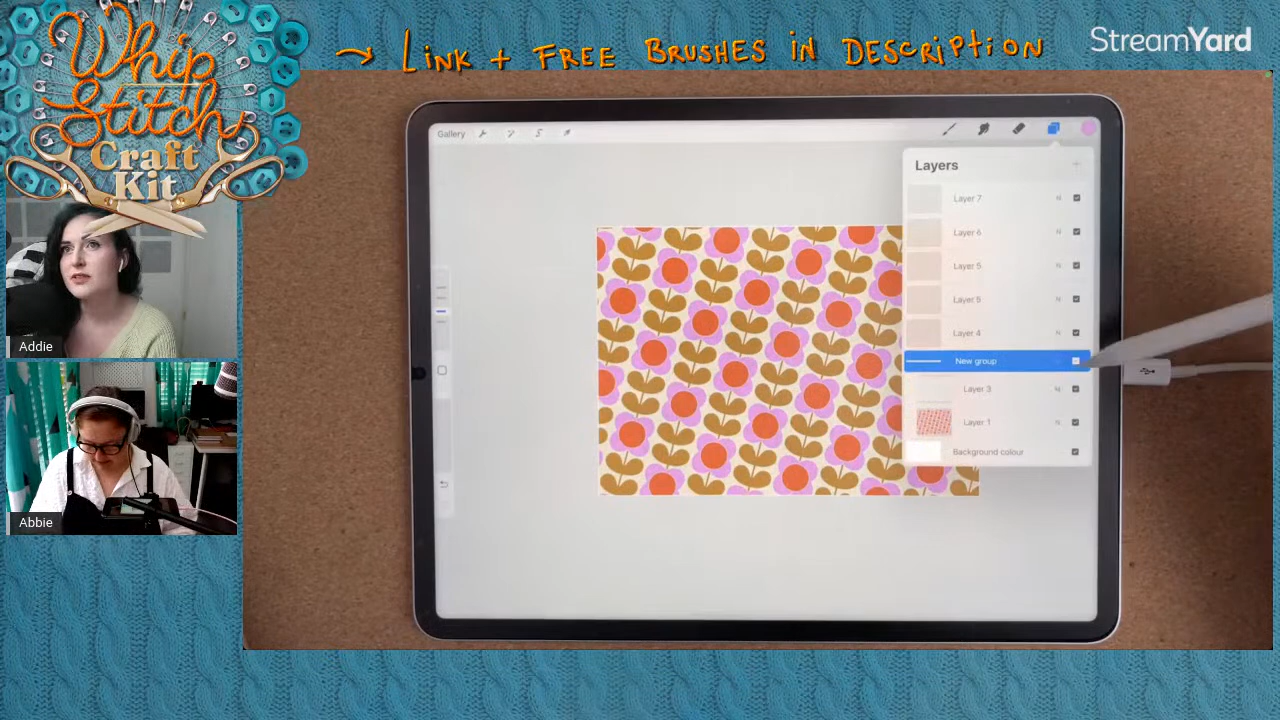 Whip
Stitch
Craft
Kit
→ Link + Free Brushes in Description
StreamYard
Gallery
Layers
Layer 7 N
Layer 6 N
Layer 5 N
Layer 5 N
Layer 4 N
New group
Layer 3 N
Layer 1 N
Background colour
Addie
Abbie